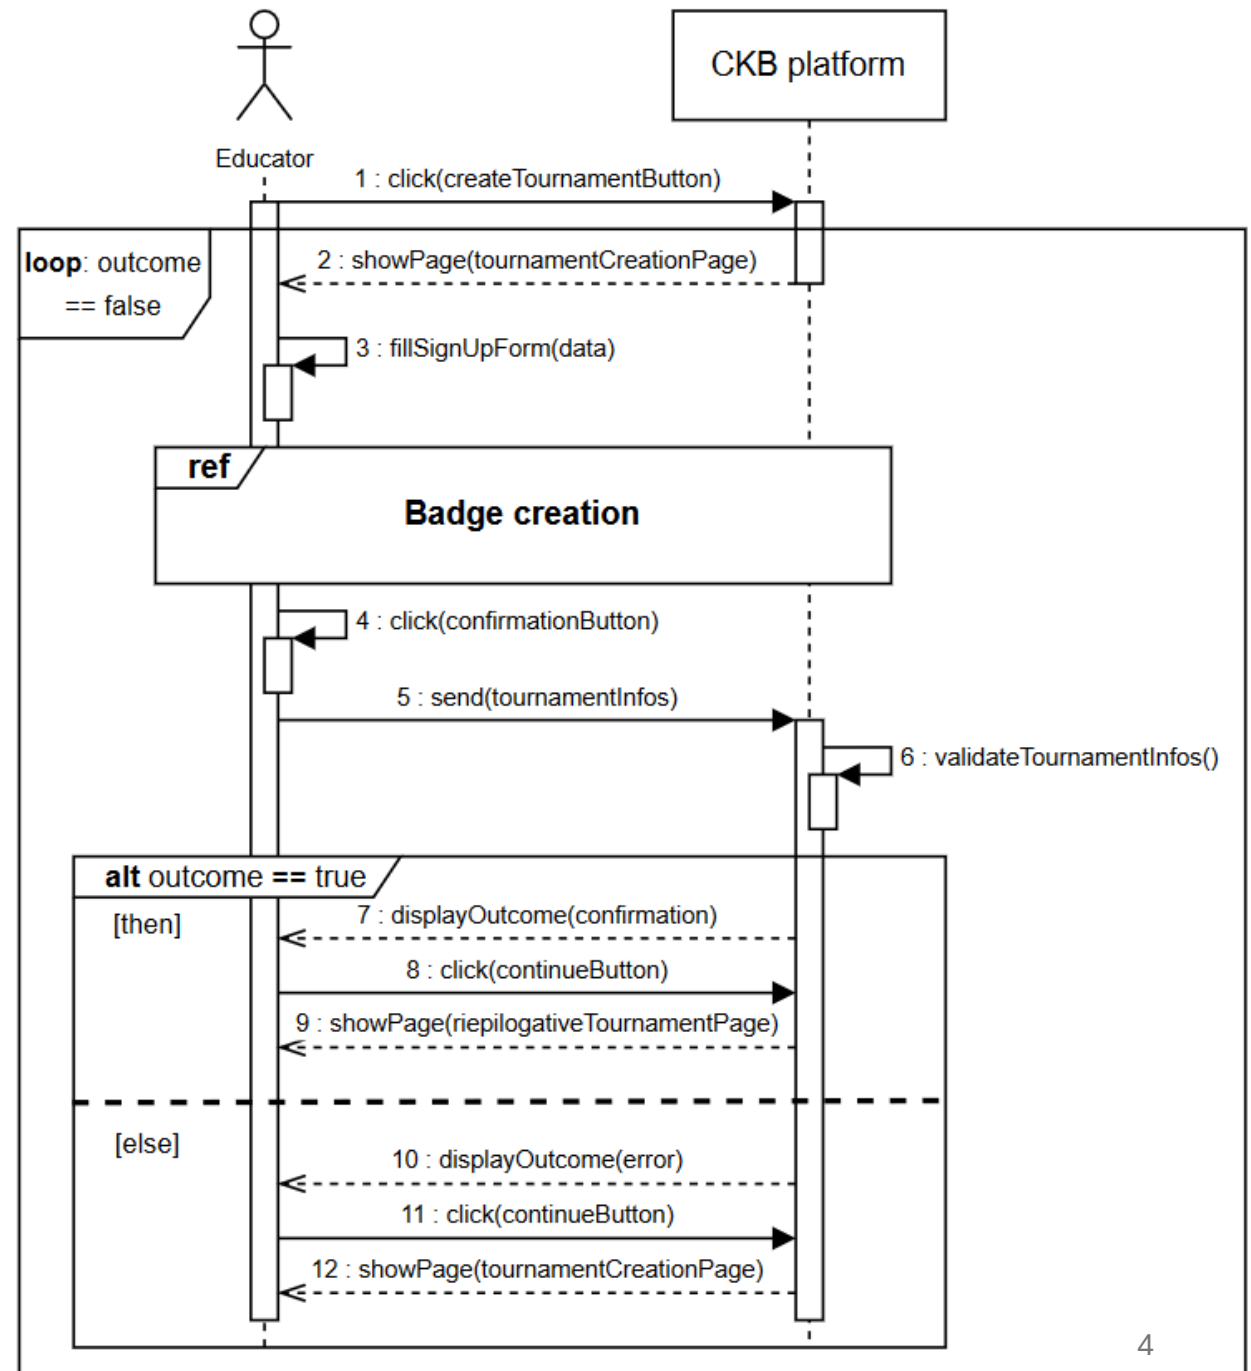 CKB platform
Educator
1 : click(createTournamentButton)
loop: outcome
== false
2 : showPage(tournamentCreationPage)
3 : fillSignUpForm(data)
ref
Badge creation
4 : click(confirmationButton)
5 : send(tournamentInfos)
6 : validateTournamentInfos()
alt outcome == true
[then]
7 : displayOutcome(confirmation)
8 : click(continueButton)
9 : showPage(riepilogativeTournamentPage)
[else]
10 : displayOutcome(error)
11 : click(continueButton)
12 : showPage(tournamentCreationPage)
4